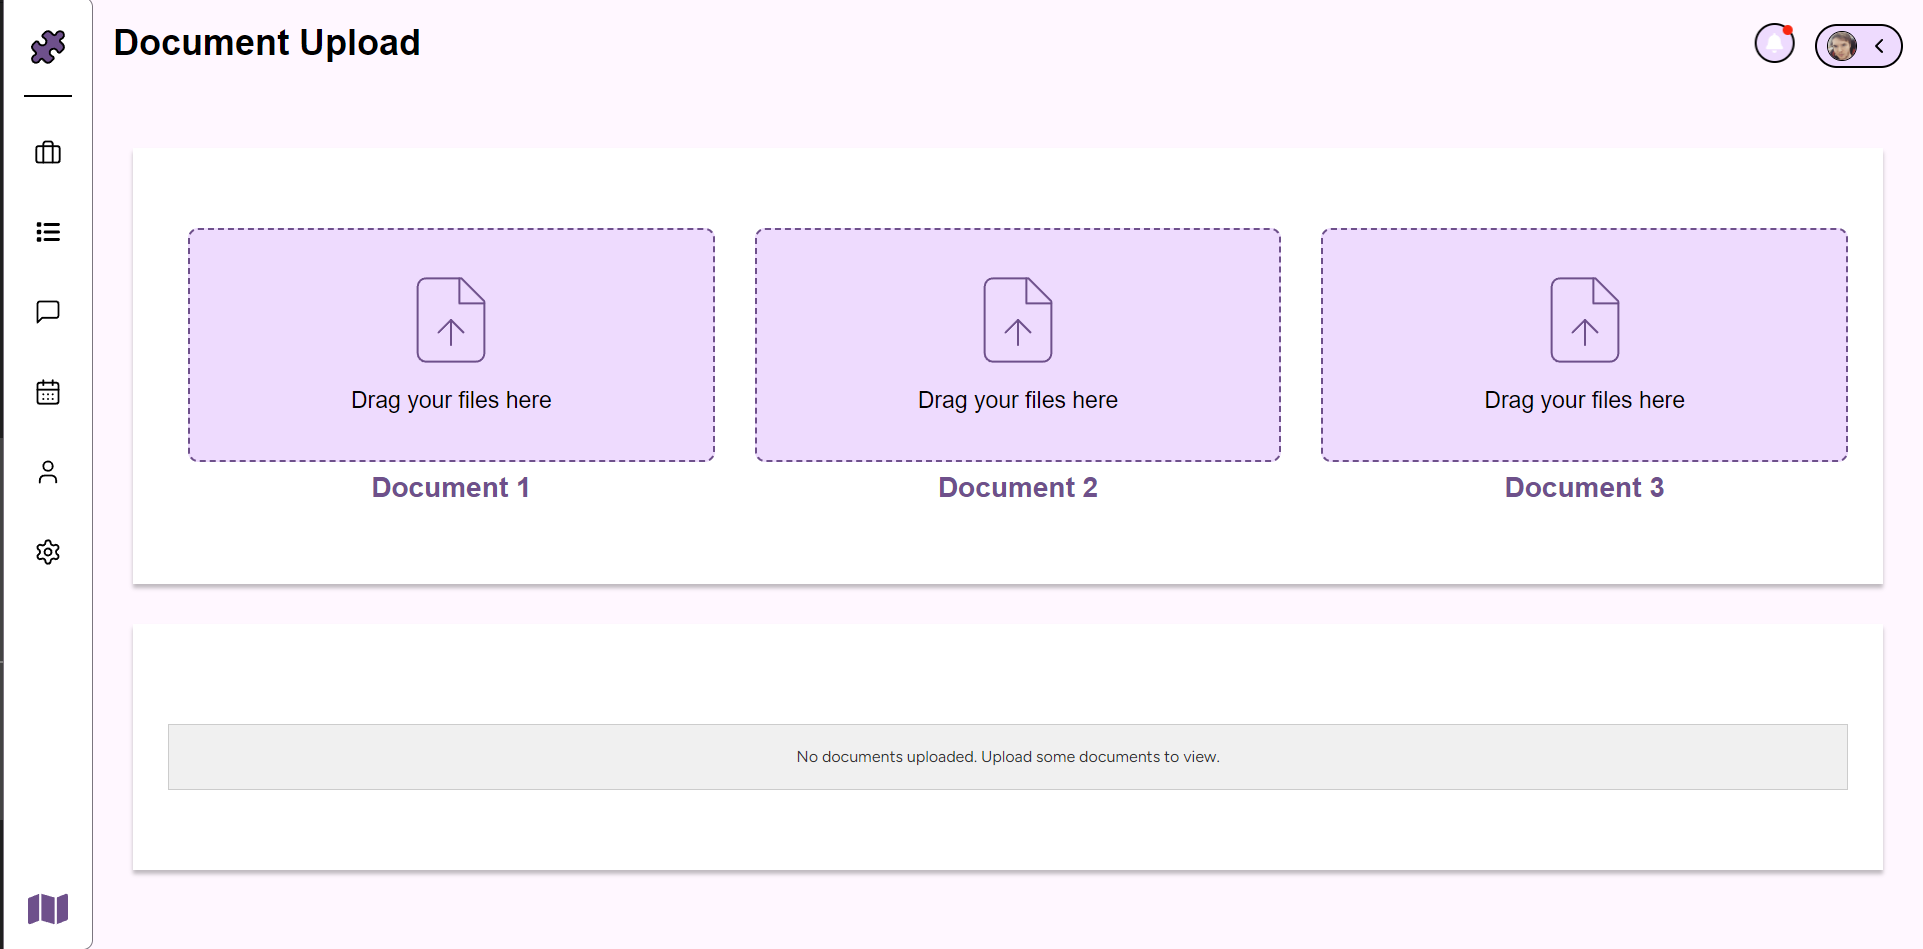 Document Upload
Drag your files here
Drag your files here
Drag your files here
Document 1
Document 2
Document 3
No documents uploaded. Upload some documents to view.